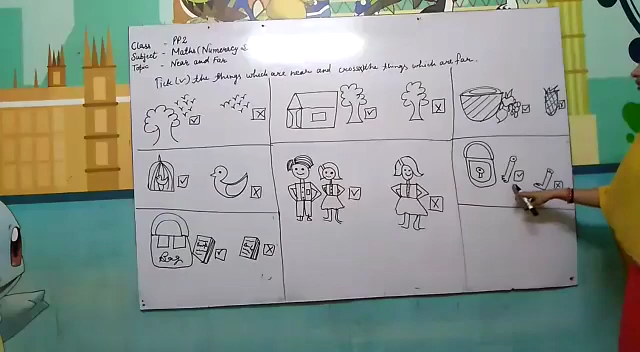 Class - PP2
Subject - Maths (Numeracy
Topic - Near and Far
Tick (✓) the things which are near and cross the things which are far.
Bag